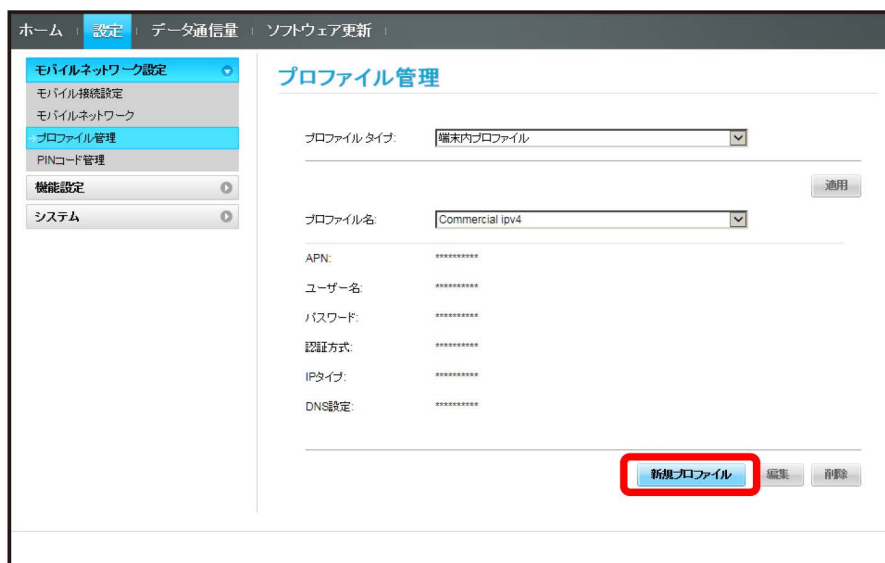 ホーム 設定 データ通信量 ソフトウェア更新
モバイルネットワーク設定
モバイル接続設定
モバイルネットワーク
プロファイル管理
PINコード管理
機能設定
システム
プロファイル管理
プロファイル タイプ: 端末内プロファイル
適用
プロファイル名: Commercial ipv4
APN: **********
ユーザー名: **********
パスワード: **********
認証方式: **********
IPタイプ: **********
DNS設定: **********
新規プロファイル 編集 削除